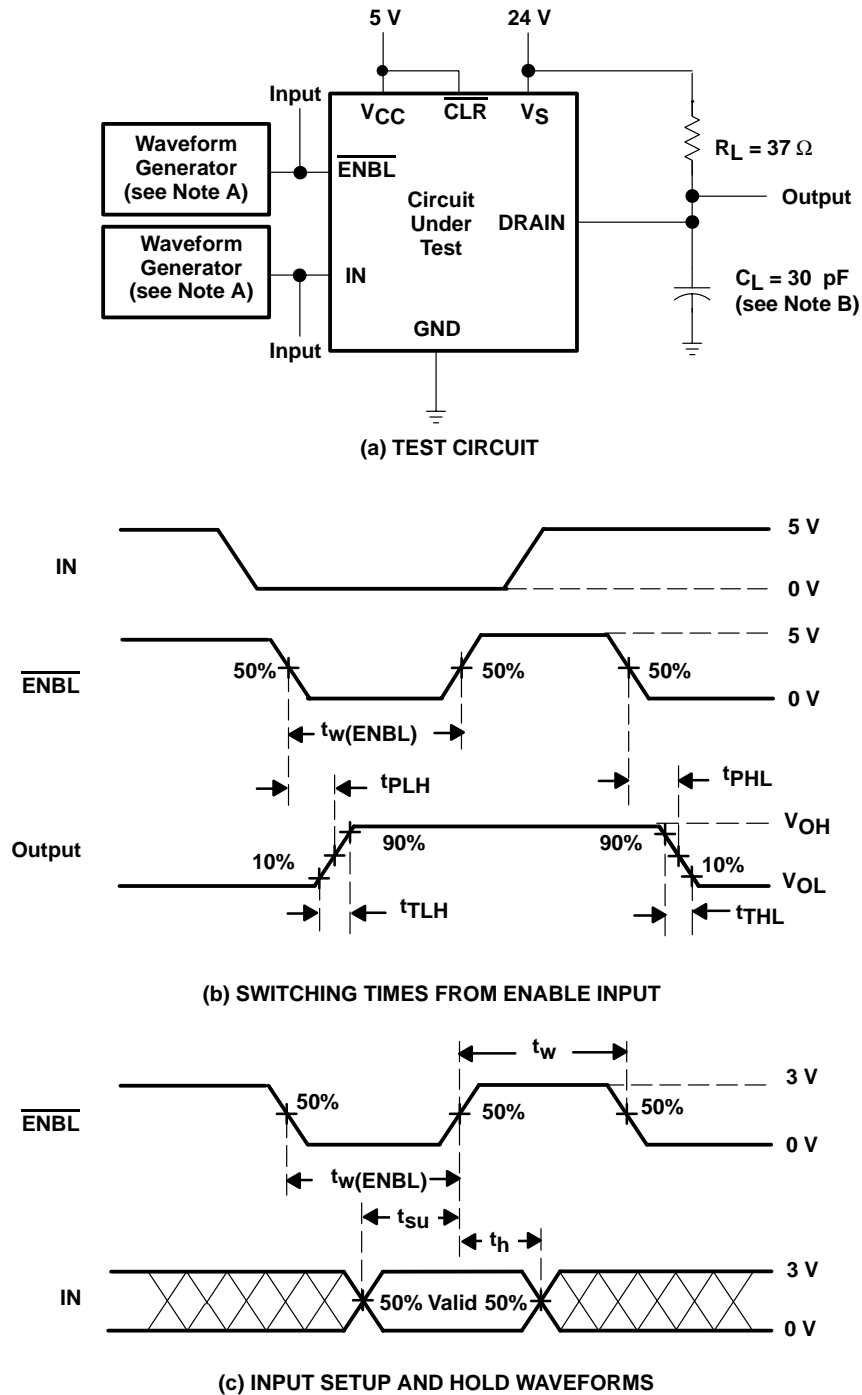 5 V
24 V
Input
VCC
CLR
VS
Waveform
Generator
(see Note A)
ENBL
RL = 37 Ω
Circuit
Under
Test
DRAIN
Output
Waveform
Generator
(see Note A)
IN
CL = 30 pF
(see Note B)
GND
Input
(a) TEST CIRCUIT
IN
5 V
0 V
ENBL
5 V
50%
50%
50%
0 V
tw(ENBL)
tPLH
tPHL
Output
VOH
10%
90%
90%
10%
VOL
tTLH
tTHL
(b) SWITCHING TIMES FROM ENABLE INPUT
tw
ENBL
3 V
50%
50%
50%
0 V
tw(ENBL)
tsu
th
IN
3 V
50% Valid 50%
0 V
(c) INPUT SETUP AND HOLD WAVEFORMS